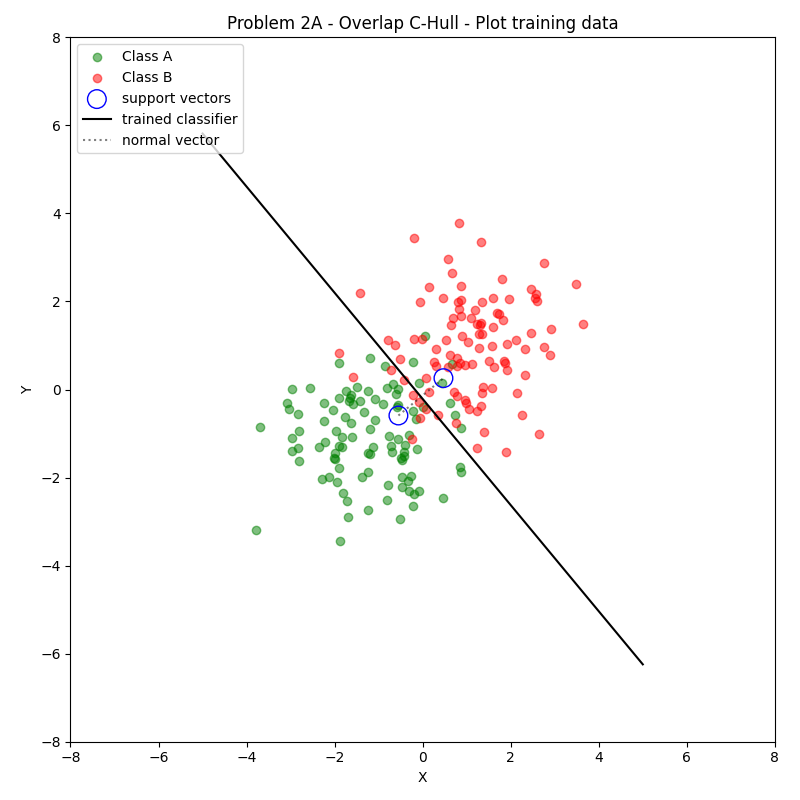 Problem 2A - Overlap C-Hull - Plot training data
Class A
Class B
support vectors
trained classifier
normal vector
8
6
4
2
0
−2
−4
−6
−8
Y
−8 −6 −4 −2 0 2 4 6 8
X